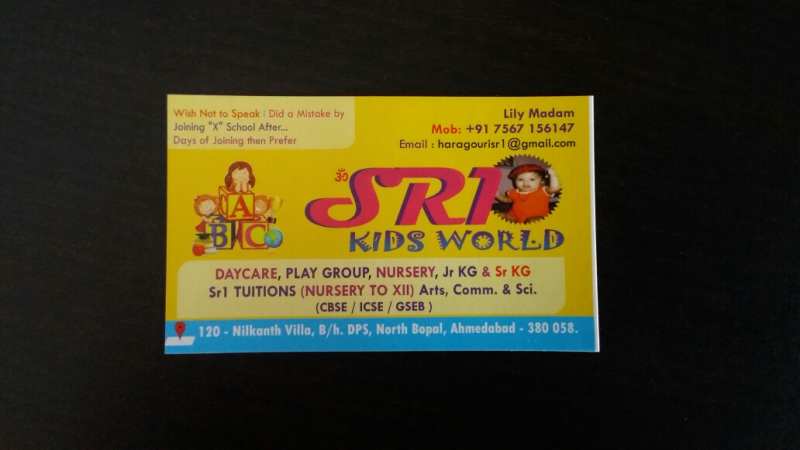 Wish Not to Speak i Did a Mistake by
Joining "X" School After...
Days of Joining then Prefer
Lily Madam
Mob: +91 7567 156147
Email : haragourisr1@gmail.com
A
B
C
ॐ
SR1
KIDS WORLD
DAYCARE, PLAY GROUP, NURSERY, Jr KG & Sr KG
Sr1 TUITIONS (NURSERY TO XII) Arts, Comm. & Sci.
(CBSE / ICSE / GSEB )
120 - Nilkanth Villa, B/h. DPS, North Bopal, Ahmedabad - 380 058.